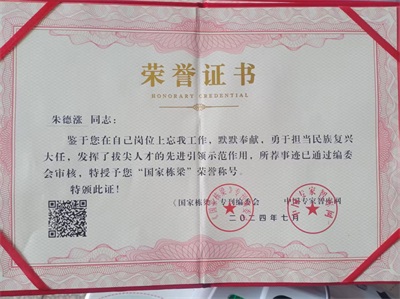 荣誉证书
HONORARY CREDENTIAL
朱德涨 同志：
鉴于您在自己岗位上忘我工作，默默奉献，勇于担当民族复兴
大任，发挥了拔尖人才的先进引领示范作用，所荐事迹已通过编委
会审核，特授予您“国家栋梁”荣誉称号。
特颁此证！
《国家栋梁》专刊编委会 中国专家智库网
二〇二四年七月